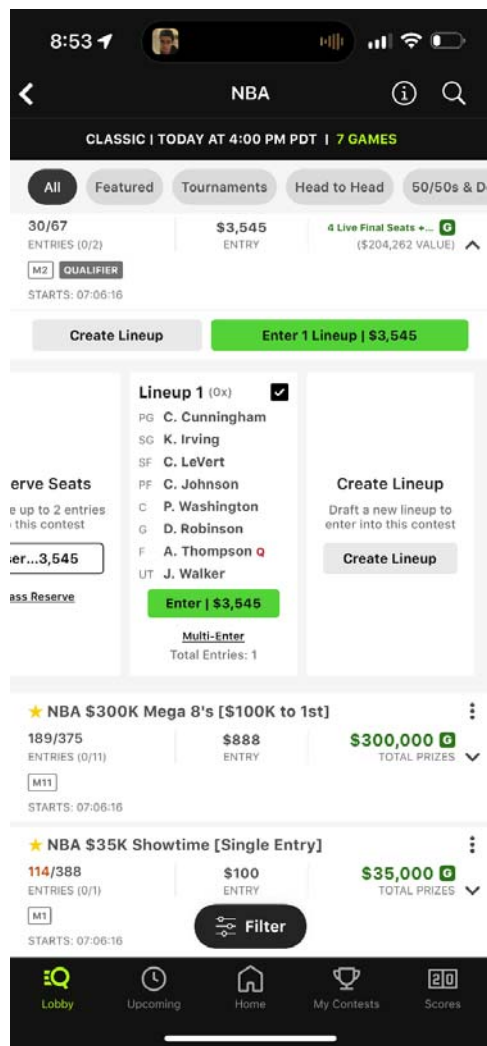 8:53
NBA
CLASSIC | TODAY AT 4:00 PM PDT | 7 GAMES
All Featured Tournaments Head to Head 50/50s & D
30/67 $3,545 4 Live Final Seats +... G
ENTRIES (0/2) ENTRY ($204,262 VALUE)
M2 QUALIFIER
STARTS: 07:06:16
Create Lineup Enter 1 Lineup | $3,545
Lineup 1 (0x)
PG C. Cunningham
SG K. Irving
SF C. LeVert
PF C. Johnson
C P. Washington
G D. Robinson
F A. Thompson Q
UT J. Walker
Enter | $3,545
Multi-Enter
Total Entries: 1
erve Seats
e up to 2 entries
this contest
ser...3,545
ass Reserve
Create Lineup
Draft a new lineup to
enter into this contest
Create Lineup
NBA $300K Mega 8's [$100K to 1st]
189/375 $888 $300,000 G
ENTRIES (0/11) ENTRY TOTAL PRIZES
M11
STARTS: 07:06:16
NBA $35K Showtime [Single Entry]
114/388 $100 $35,000 G
ENTRIES (0/1) ENTRY TOTAL PRIZES
M1
STARTS: 07:06:16
Filter
Lobby Upcoming Home My Contests Scores